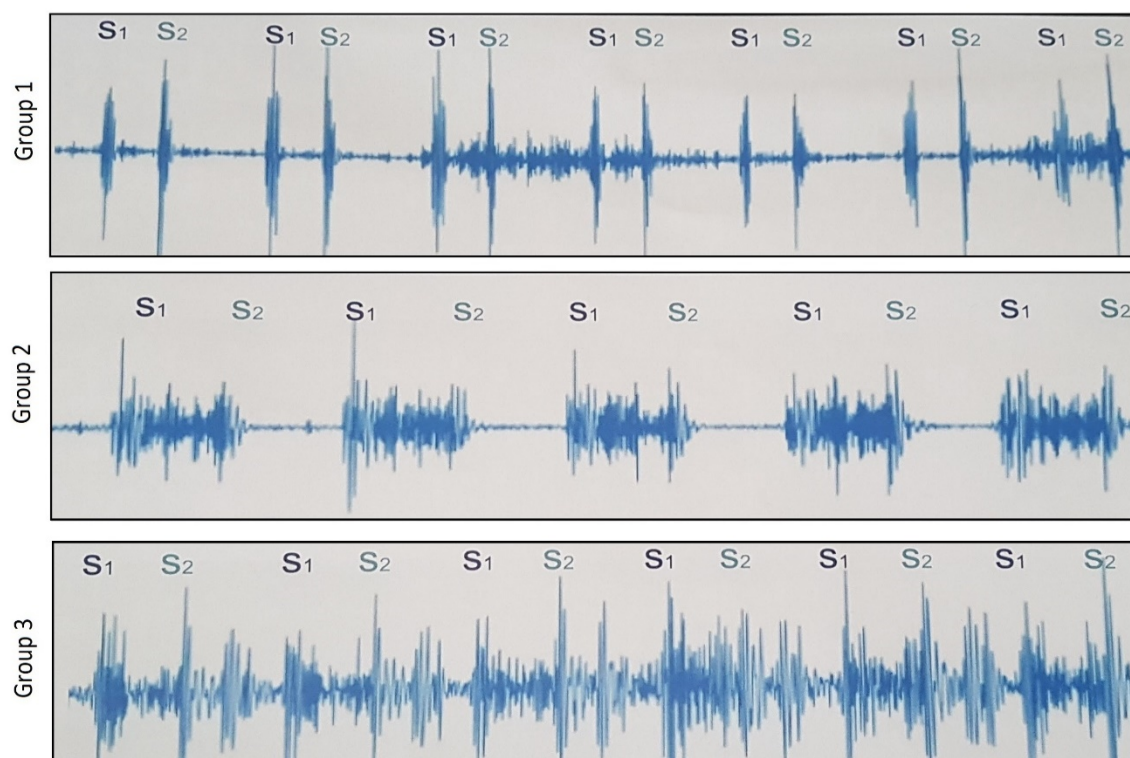 S1 S2 S1 S2 S1 S2 S1 S2 S1 S2 S1 S2 S1 S2
Group 1
S1 S2 S1 S2 S1 S2 S1 S2 S1 S2
Group 2
S1 S2 S1 S2 S1 S2 S1 S2 S1 S2 S1 S2
Group 3